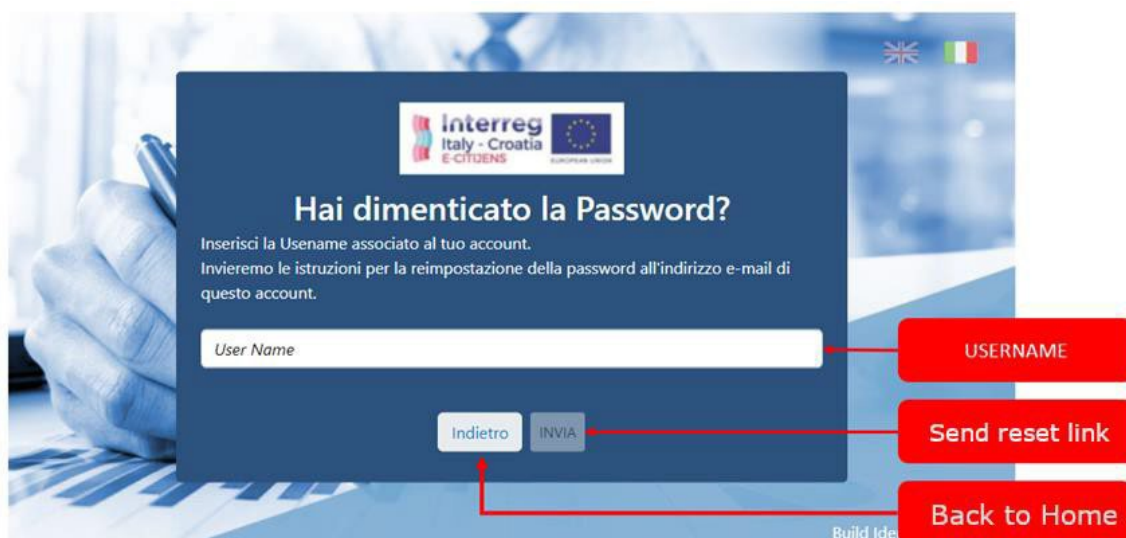 Interreg
Italy - Croatia
E-CITIJENS
EUROPEAN UNION
Hai dimenticato la Password?
Inserisci la Usename associato al tuo account.
Invieremo le istruzioni per la reimpostazione della password all'indirizzo e-mail di
questo account.
User Name
USERNAME
Indietro
INVIA
Send reset link
Back to Home
Build